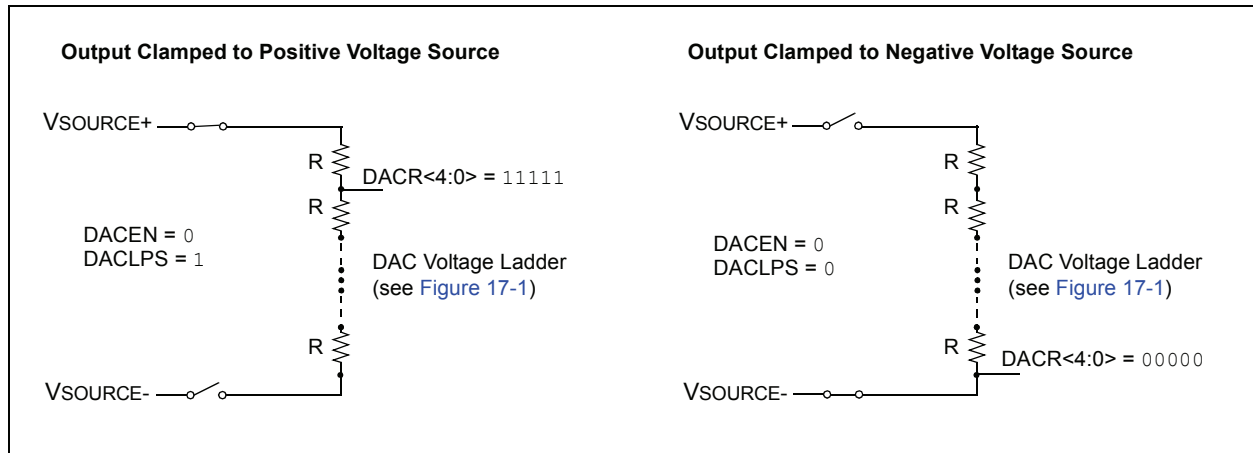 Output Clamped to Positive Voltage Source
VSOURCE+
R
DACR<4:0> = 11111
R
DACEN = 0
DACLPS = 1
DAC Voltage Ladder
(see Figure 17-1)
R
VSOURCE-
Output Clamped to Negative Voltage Source
VSOURCE+
R
R
DACEN = 0
DACLPS = 0
DAC Voltage Ladder
(see Figure 17-1)
R
DACR<4:0> = 00000
VSOURCE-